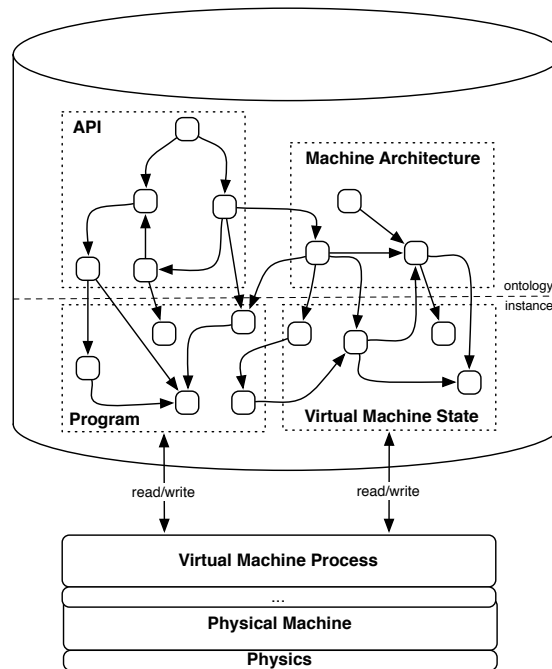 API
Machine Architecture
ontology
instance
Program
Virtual Machine State
read/write
read/write
Virtual Machine Process
...
Physical Machine
Physics